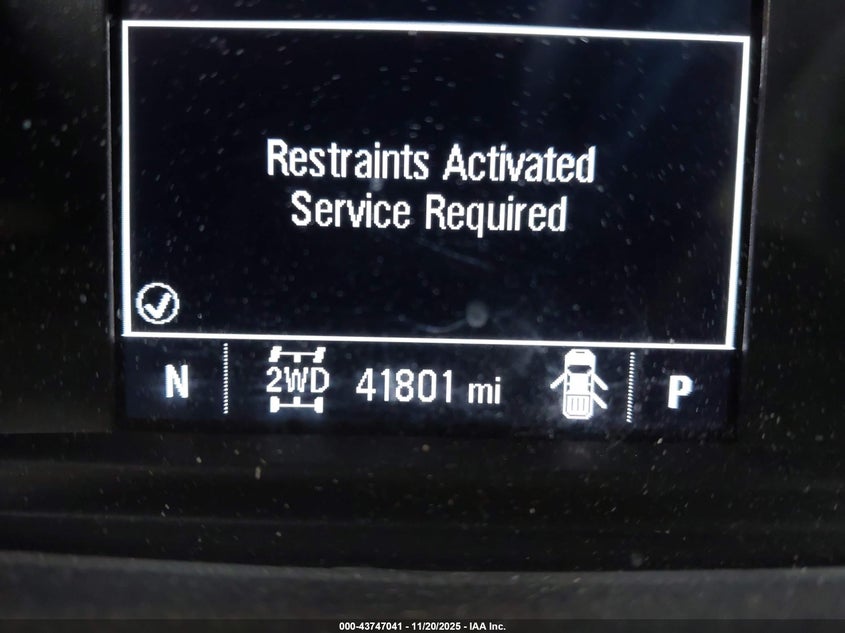 Restraints Activated
Service Required
N 2WD 41801 mi P
000-43747041 - 11/20/2025 - IAA Inc.